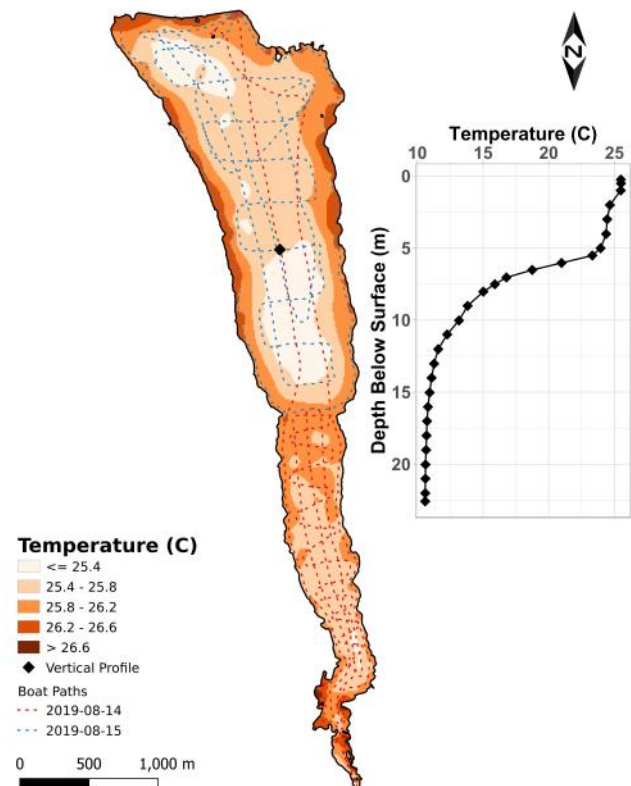 N
Temperature (C)
10 15 20 25
0
5
10
15
20
Depth Below Surface (m)
Temperature (C)
<= 25.4
25.4 - 25.8
25.8 - 26.2
26.2 - 26.6
> 26.6
Vertical Profile
Boat Paths
2019-08-14
2019-08-15
0 500 1,000 m